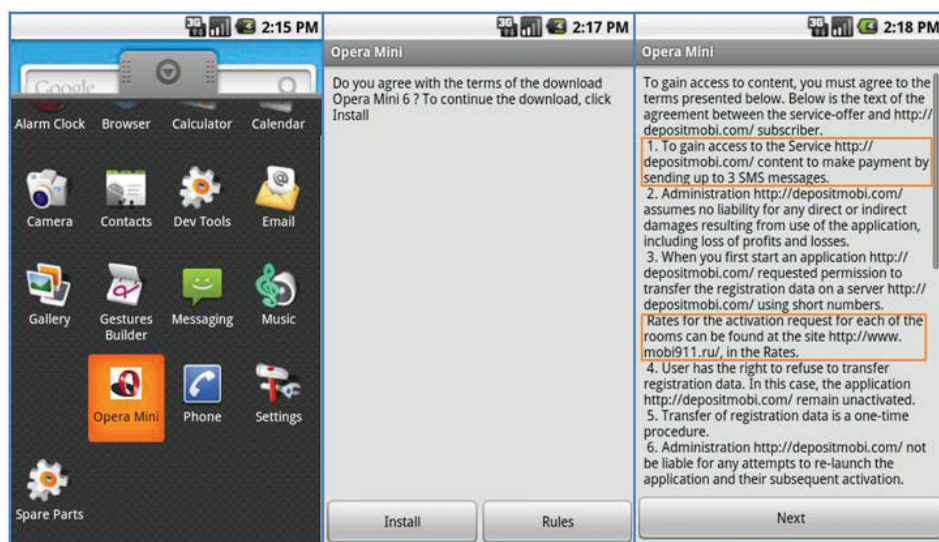 3G
2:15 PM
Google
Alarm Clock
Browser
Calculator
Calendar
Camera
Contacts
Dev Tools
Email
Gallery
Gestures
Builder
Messaging
Music
Opera Mini
Phone
Settings
Spare Parts
3G
2:17 PM
Opera Mini
Do you agree with the terms of the download
Opera Mini 6 ? To continue the download, click
Install
Install
Rules
3G
2:18 PM
Opera Mini
To gain access to content, you must agree to the
terms presented below. Below is the text of the
agreement between the service-offer and http://
depositmobi.com/ subscriber.
1. To gain access to the Service http://
depositmobi.com/ content to make payment by
sending up to 3 SMS messages.
2. Administration http://depositmobi.com/
assumes no liability for any direct or indirect
damages resulting from use of the application,
including loss of profits and losses.
3. When you first start an application http://
depositmobi.com/ requested permission to
transfer the registration data on a server http://
depositmobi.com/ using short numbers.
Rates for the activation request for each of the
rooms can be found at the site http://www.
mobi911.ru/, in the Rates.
4. User has the right to refuse to transfer
registration data. In this case, the application
http://depositmobi.com/ remain unactivated.
5. Transfer of registration data is a one-time
procedure.
6. Administration http://depositmobi.com/ not
be liable for any attempts to re-launch the
application and their subsequent activation.
Next